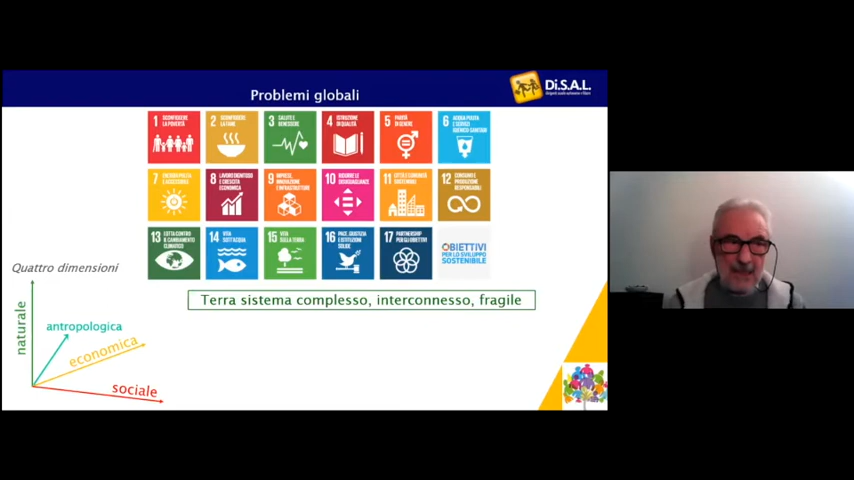 Problemi globali
Di.S.A.L.
1 SCONFIGGERE
LA POVERTÀ
2 SCONFIGGERE
LA FAME
3 SALUTE E
BENESSERE
4 ISTRUZIONE
DI QUALITÀ
5 PARITÀ
DI GENERE
6 ACQUA PULITA
E SERVIZI
IGIENICO-SANITARI
7 ENERGIA PULITA
E ACCESSIBILE
8 LAVORO DIGNITOSO
E CRESCITA
ECONOMICA
9 IMPRESE,
INNOVAZIONE
E INFRASTRUTTURE
10 RIDURRE LE
DISUGUAGLIANZE
11 CITTÀ E COMUNITÀ
SOSTENIBILI
12 CONSUMO E
PRODUZIONE
RESPONSABILI
13 LOTTA CONTRO
IL CAMBIAMENTO
CLIMATICO
14 VITA
SOTT'ACQUA
15 VITA
SULLA TERRA
16 PACE, GIUSTIZIA
E ISTITUZIONI
SOLIDE
17 PARTNERSHIP
PER GLI OBIETTIVI
OBIETTIVI
PER LO SVILUPPO
SOSTENIBILE
Quattro dimensioni
Terra sistema complesso, interconnesso, fragile
naturale
antropologica
economica
sociale